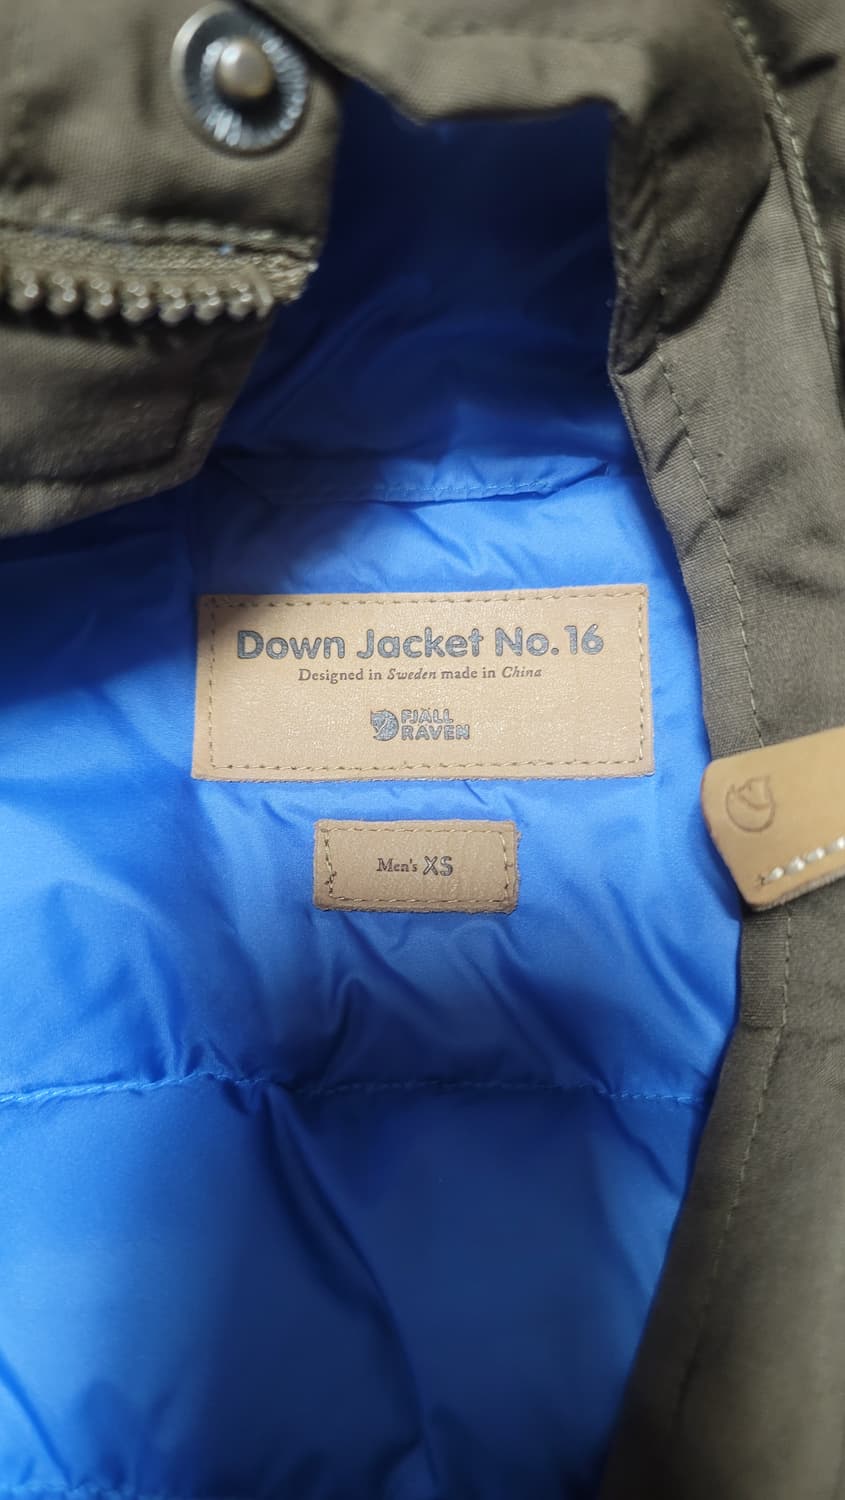 Down Jacket No.16
Designed in Sweden made in China
FJÄLL
RÄVEN
Men's XS